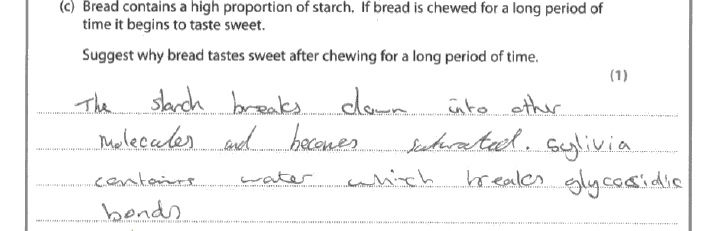 (c) Bread contains a high proportion of starch. If bread is chewed for a long period of
time it begins to taste sweet.
Suggest why bread tastes sweet after chewing for a long period of time.
(1)
The starch breaks down into other
molecules and becomes saturated. Sylivia
contains water which breaks glycosidic
bonds